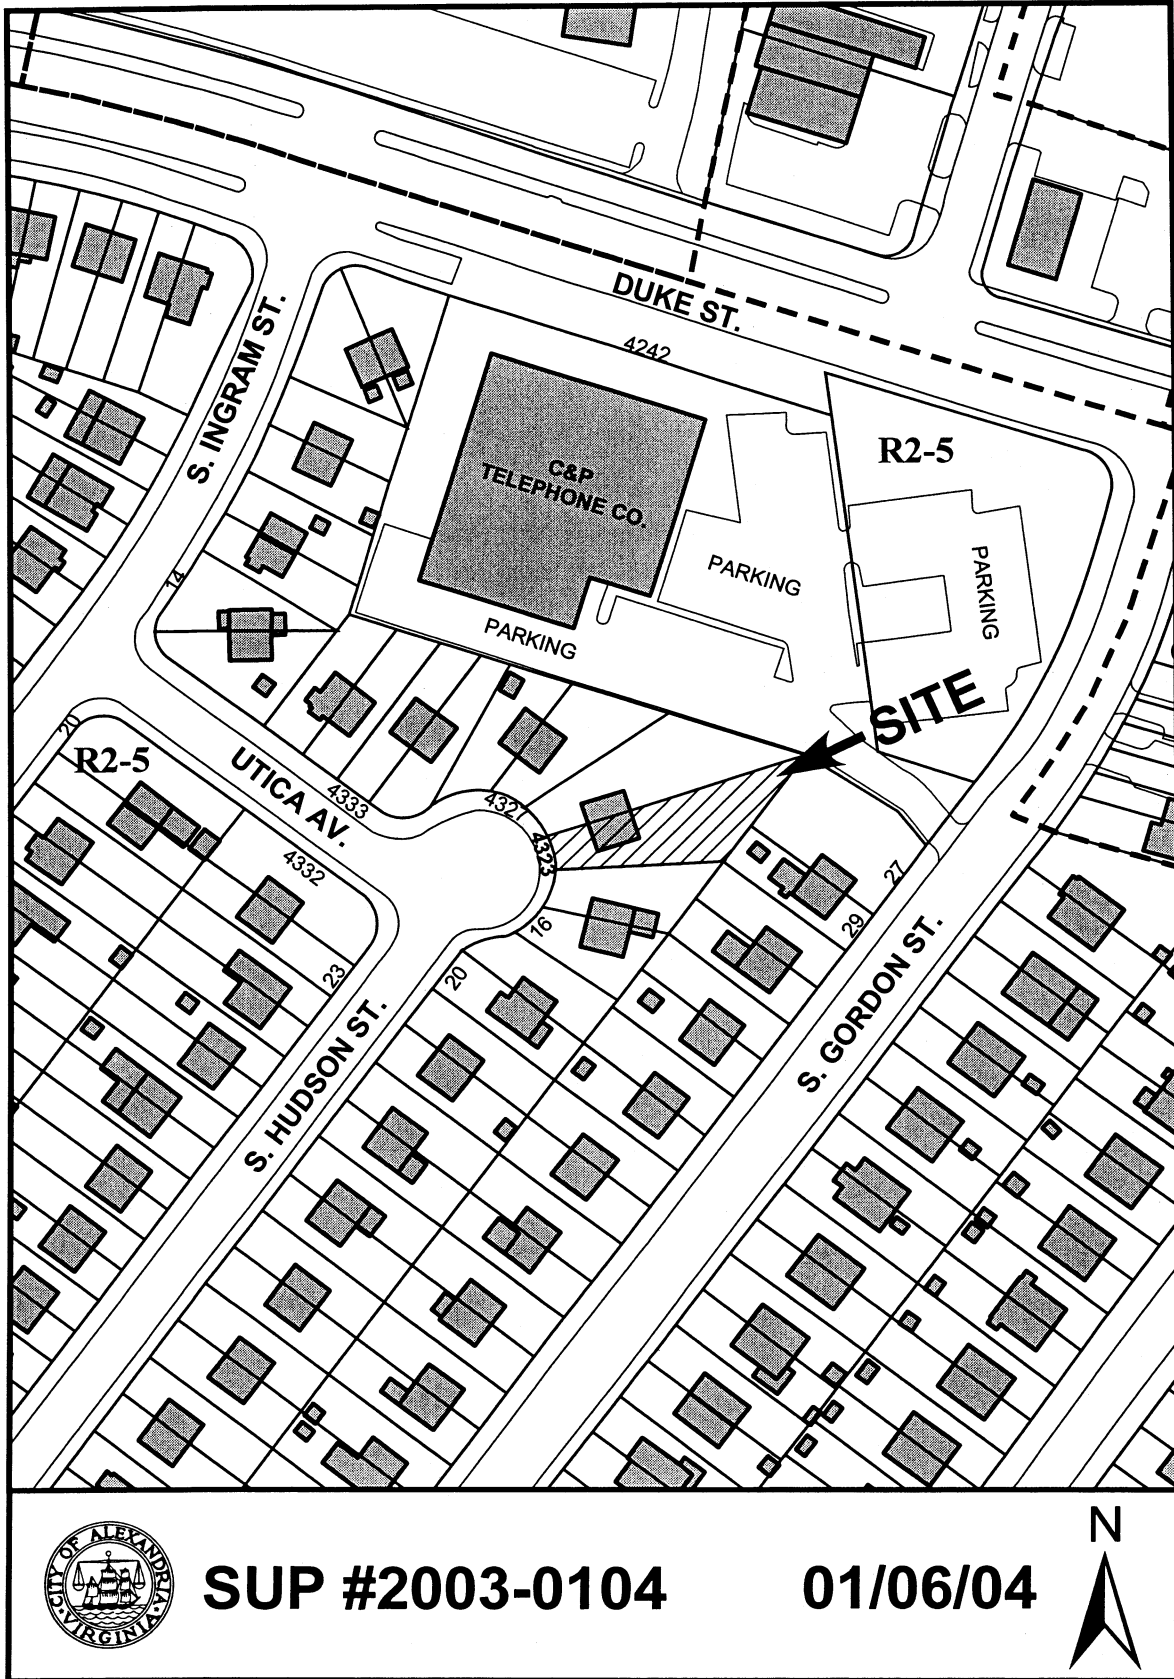 DUKE ST.
4242
S. INGRAM ST.
C&P
TELEPHONE CO.
R2-5
PARKING
PARKING
PARKING
14
SITE
20
R2-5
UTICA AV.
4333
4327
4323
4332
27
29
16
20
23
S. GORDON ST.
S. HUDSON ST.
CITY OF ALEXANDRIA
VIRGINIA
SUP #2003-0104
01/06/04
N